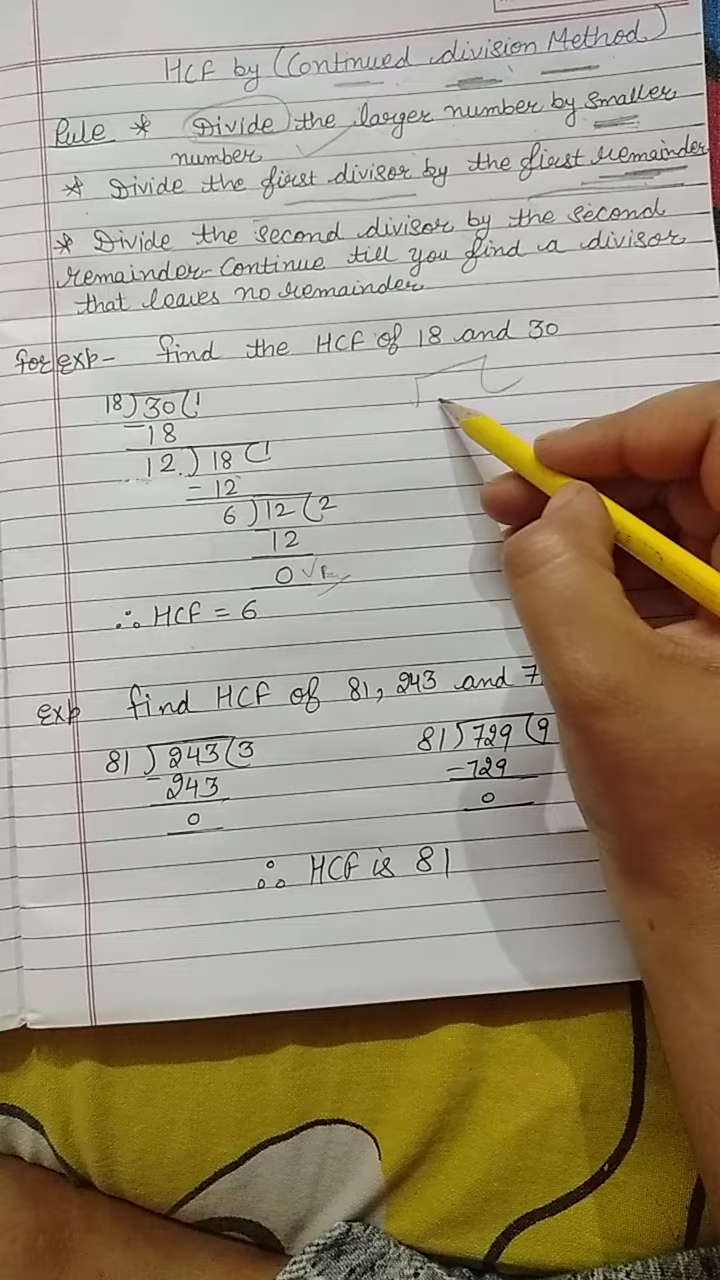 HCF by (Continued division Method)
Rule * Divide the larger number by smaller
number
* Divide the first divisor by the first remainder
* Divide the second divisor by the second
remainder-Continue till you find a divisor
that leaves no remainder
for exp- find the HCF of 18 and 30
18)30(1
-18
12)18(1
-12
6)12(2
12
0
∴ HCF = 6
Exp find HCF of 81, 243 and 7
81)243(3 81)729(9
-243 -729
0 0
∴ HCF is 81